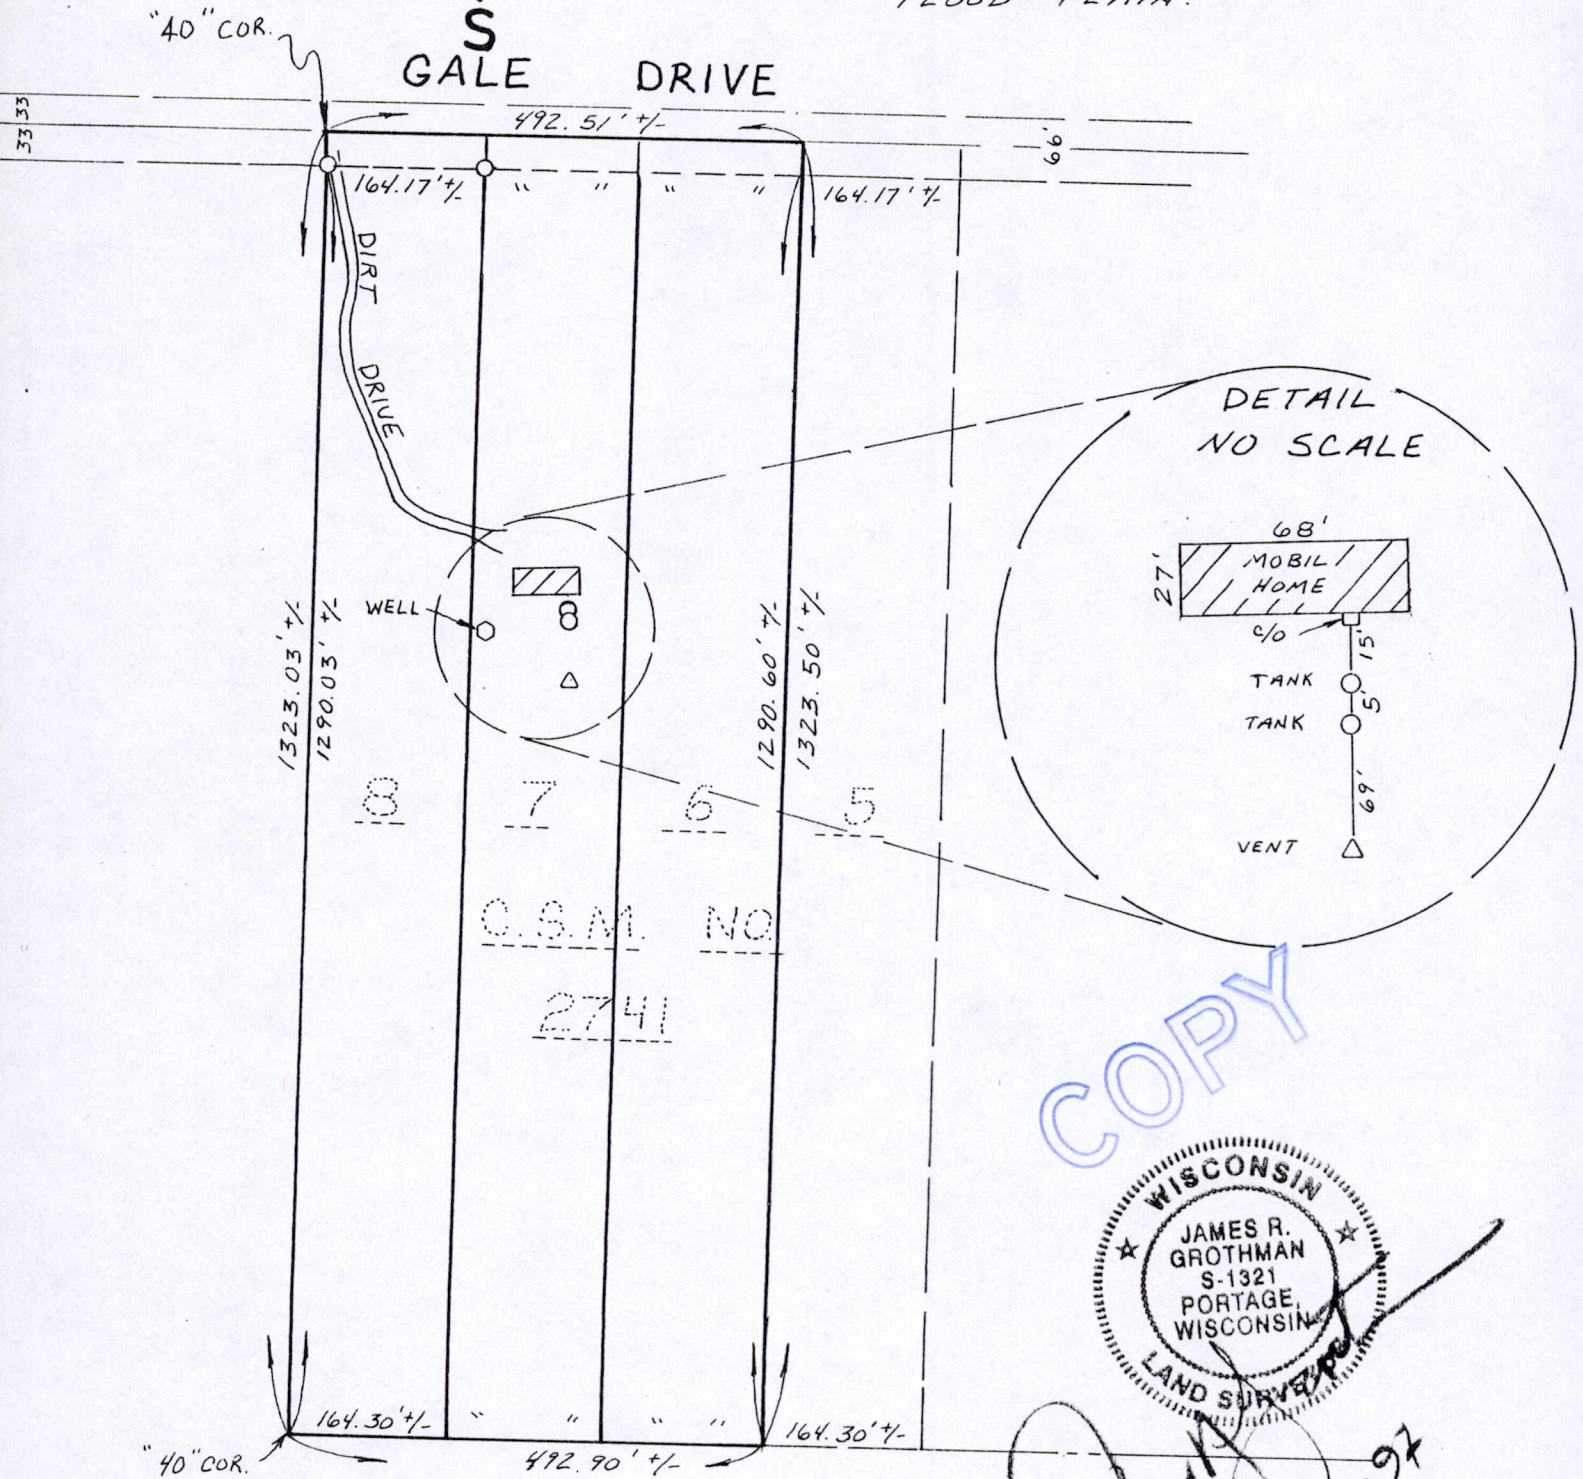 FLOOD PLAIN.
"40" COR.
S
GALE DRIVE
33 33
492.51' +/-
66'
164.17' +/- " " " " 164.17' +/-
DIRT DRIVE
DETAIL
NO SCALE
68'
27'
MOBIL
HOME
C/O
15'
TANK
5'
TANK
69'
VENT
WELL
1323.03' +/-
1290.03' +/-
1290.60' +/-
1323.50' +/-
8 7 6 5
C.S.M. NO.
2741
COPY
WISCONSIN
JAMES R.
GROTHMAN
S-1321
PORTAGE,
WISCONSIN
LAND SURVEYOR
164.30' +/- " " " " 164.30' +/-
"40" COR.
492.90' +/-